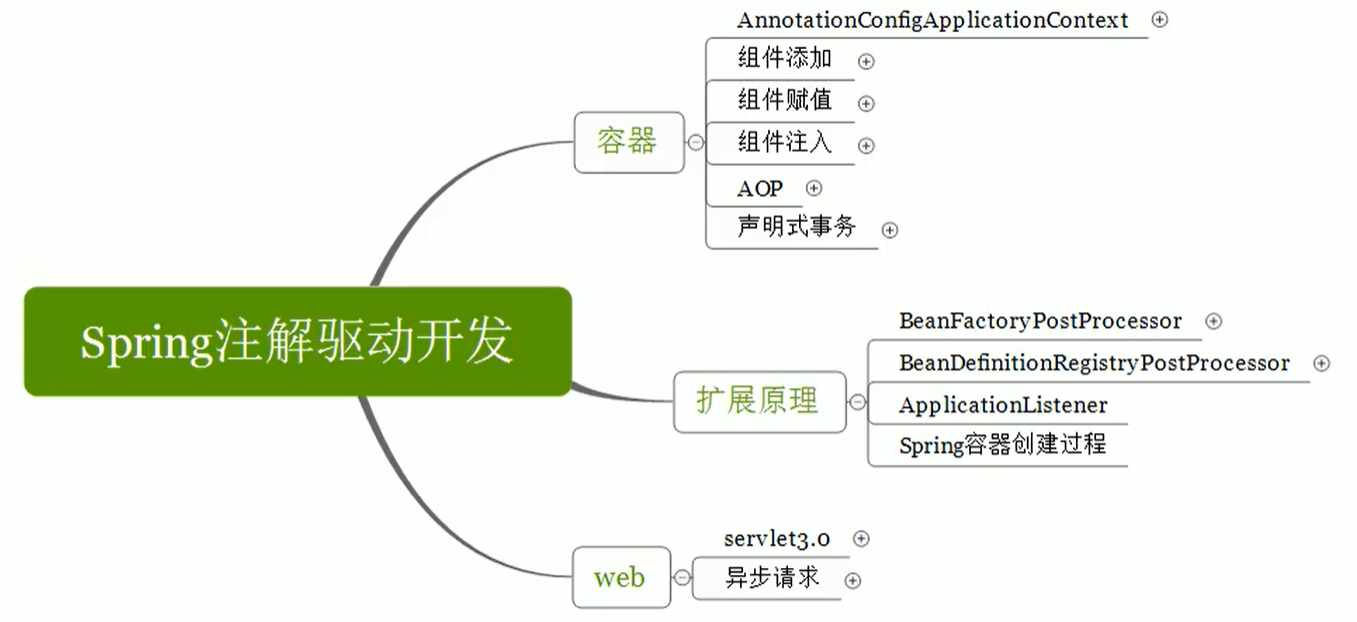 AnnotationConfigApplicationContext
组件添加
组件赋值
容器
组件注入
AOP
声明式事务
Spring注解驱动开发
BeanFactoryPostProcessor
BeanDefinitionRegistryPostProcessor
扩展原理
ApplicationListener
Spring容器创建过程
servlet3.0
web
异步请求